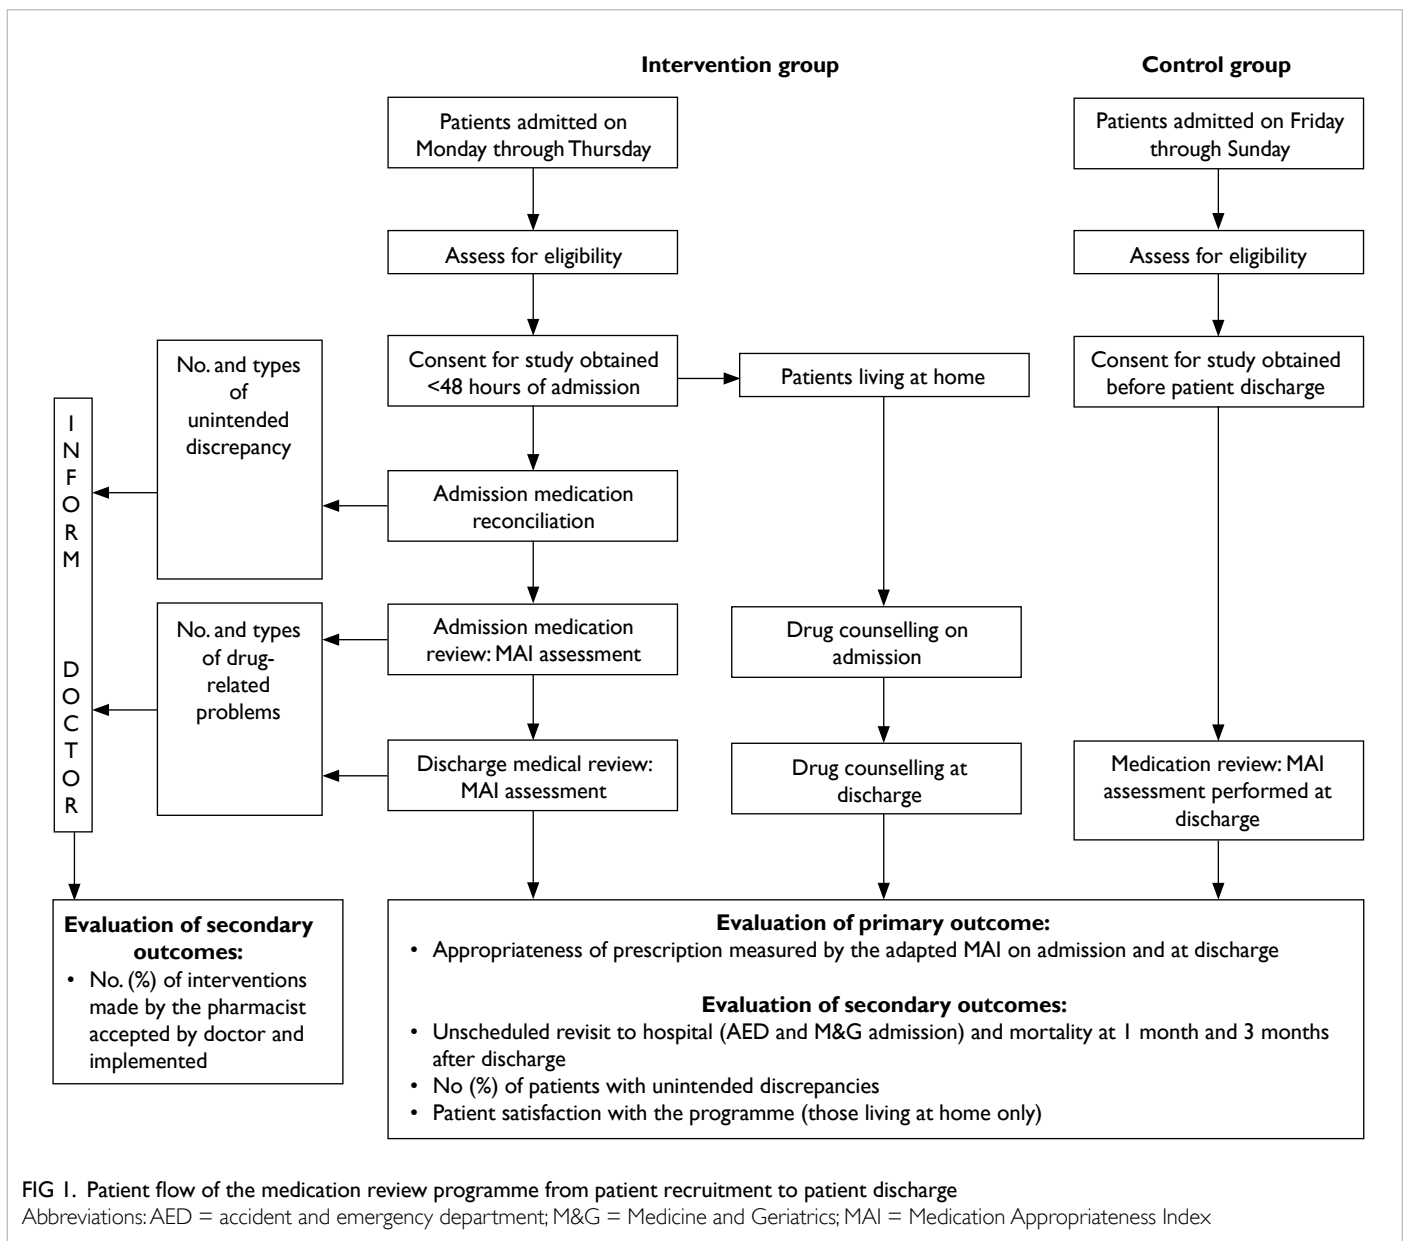 Intervention group
Control group
Patients admitted on
Monday through Thursday
Patients admitted on Friday
through Sunday
Assess for eligibility
Assess for eligibility
Consent for study obtained
<48 hours of admission
Patients living at home
Consent for study obtained
before patient discharge
No. and types
of
unintended
discrepancy
INFORM DOCTOR
Admission medication
reconciliation
No. and types
of drug-
related
problems
Admission medication
review: MAI assessment
Drug counselling on
admission
Discharge medical review:
MAI assessment
Drug counselling at
discharge
Medication review: MAI
assessment performed at
discharge
Evaluation of secondary
outcomes:
• No. (%) of interventions
made by the pharmacist
accepted by doctor and
implemented
Evaluation of primary outcome:
• Appropriateness of prescription measured by the adapted MAI on admission and at discharge
Evaluation of secondary outcomes:
• Unscheduled revisit to hospital (AED and M&G admission) and mortality at 1 month and 3 months
after discharge
• No (%) of patients with unintended discrepancies
• Patient satisfaction with the programme (those living at home only)
FIG 1. Patient flow of the medication review programme from patient recruitment to patient discharge
Abbreviations: AED = accident and emergency department; M&G = Medicine and Geriatrics; MAI = Medication Appropriateness Index